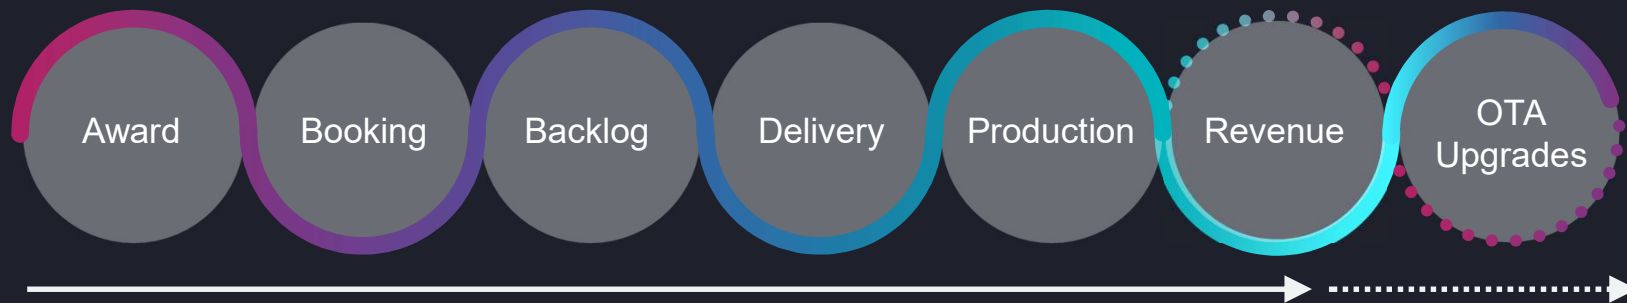 Award
Booking
Backlog
Delivery
Production
Revenue
OTA
Upgrades